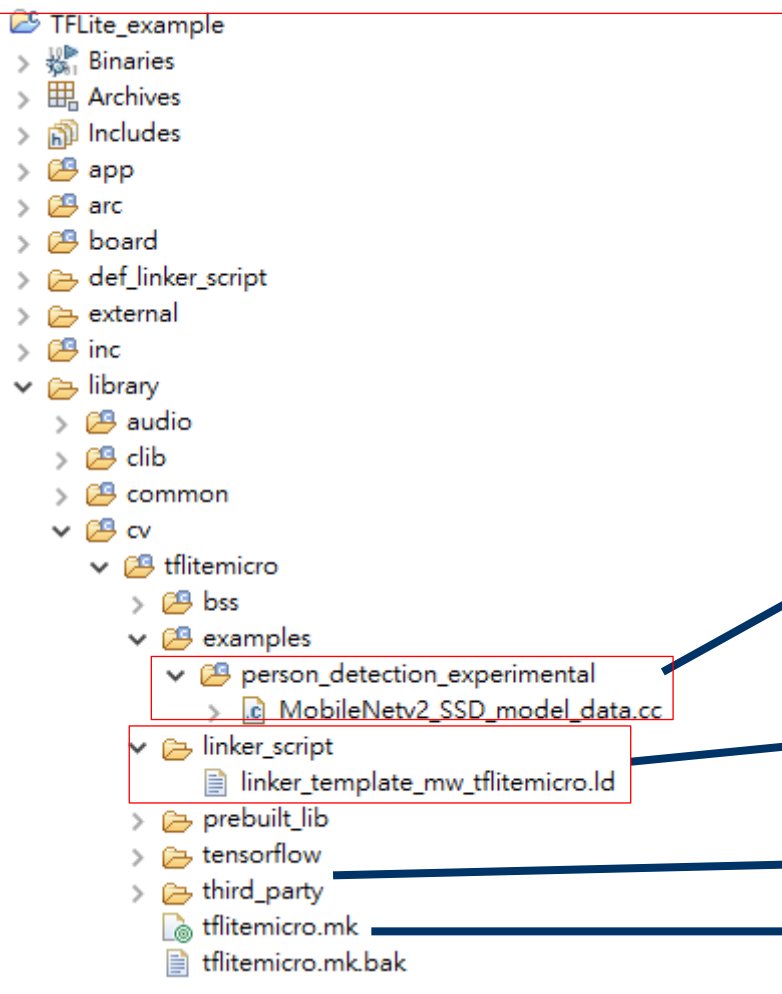 TFLite_example
Binaries
Archives
Includes
app
arc
board
def_linker_script
external
inc
library
audio
clib
common
cv
tflitemicro
bss
examples
person_detection_experimental
MobileNetv2_SSD_model_data.cc
linker_script
linker_template_mw_tflitemicro.ld
prebuilt_lib
tensorflow
third_party
tflitemicro.mk
tflitemicro.mk.bak